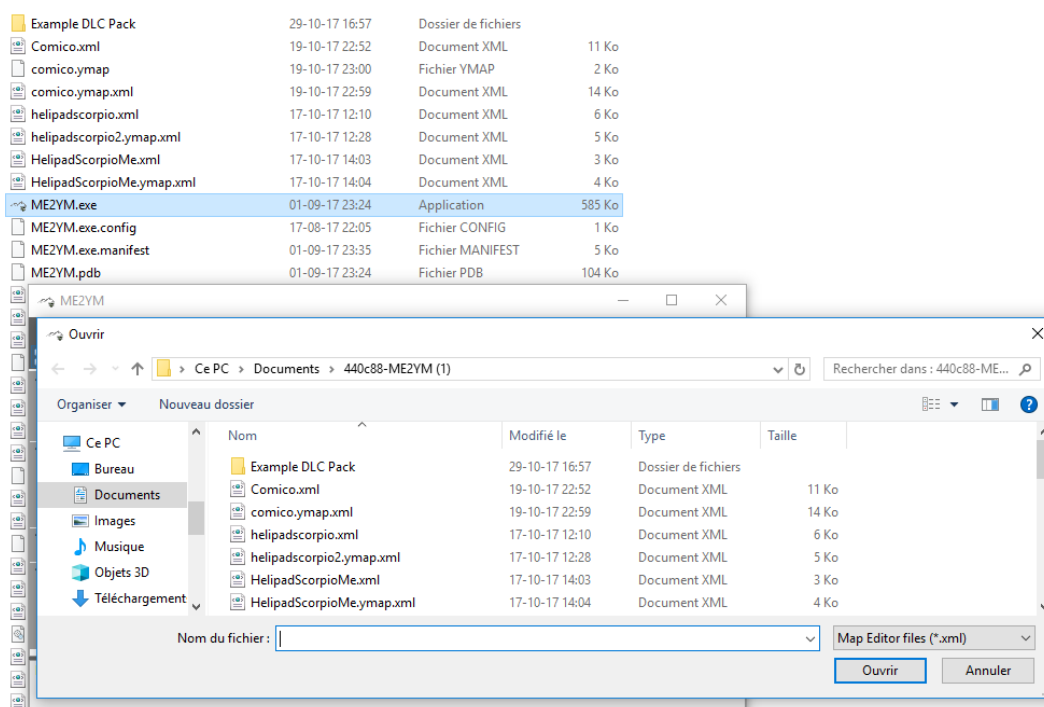 Example DLC Pack 29-10-17 16:57 Dossier de fichiers
Comico.xml 19-10-17 22:52 Document XML 11 Ko
comico.ymap 19-10-17 23:00 Fichier YMAP 2 Ko
comico.ymap.xml 19-10-17 22:59 Document XML 14 Ko
helipadscorpio.xml 17-10-17 12:10 Document XML 6 Ko
helipadscorpio2.ymap.xml 17-10-17 12:28 Document XML 5 Ko
HelipadScorpioMe.xml 17-10-17 14:03 Document XML 3 Ko
HelipadScorpioMe.ymap.xml 17-10-17 14:04 Document XML 4 Ko
ME2YM.exe 01-09-17 23:24 Application 585 Ko
ME2YM.exe.config 17-08-17 22:05 Fichier CONFIG 1 Ko
ME2YM.exe.manifest 01-09-17 23:35 Fichier MANIFEST 5 Ko
ME2YM.pdb 01-09-17 23:24 Fichier PDB 104 Ko
ME2YM
Ouvrir
Ce PC > Documents > 440c88-ME2YM (1) Rechercher dans : 440c88-ME...
Organiser Nouveau dossier
Ce PC
Bureau
Documents
Images
Musique
Objets 3D
Téléchargement
Nom Modifié le Type Taille
Example DLC Pack 29-10-17 16:57 Dossier de fichiers
Comico.xml 19-10-17 22:52 Document XML 11 Ko
comico.ymap.xml 19-10-17 22:59 Document XML 14 Ko
helipadscorpio.xml 17-10-17 12:10 Document XML 6 Ko
helipadscorpio2.ymap.xml 17-10-17 12:28 Document XML 5 Ko
HelipadScorpioMe.xml 17-10-17 14:03 Document XML 3 Ko
HelipadScorpioMe.ymap.xml 17-10-17 14:04 Document XML 4 Ko
Nom du fichier : Map Editor files (*.xml)
Ouvrir Annuler